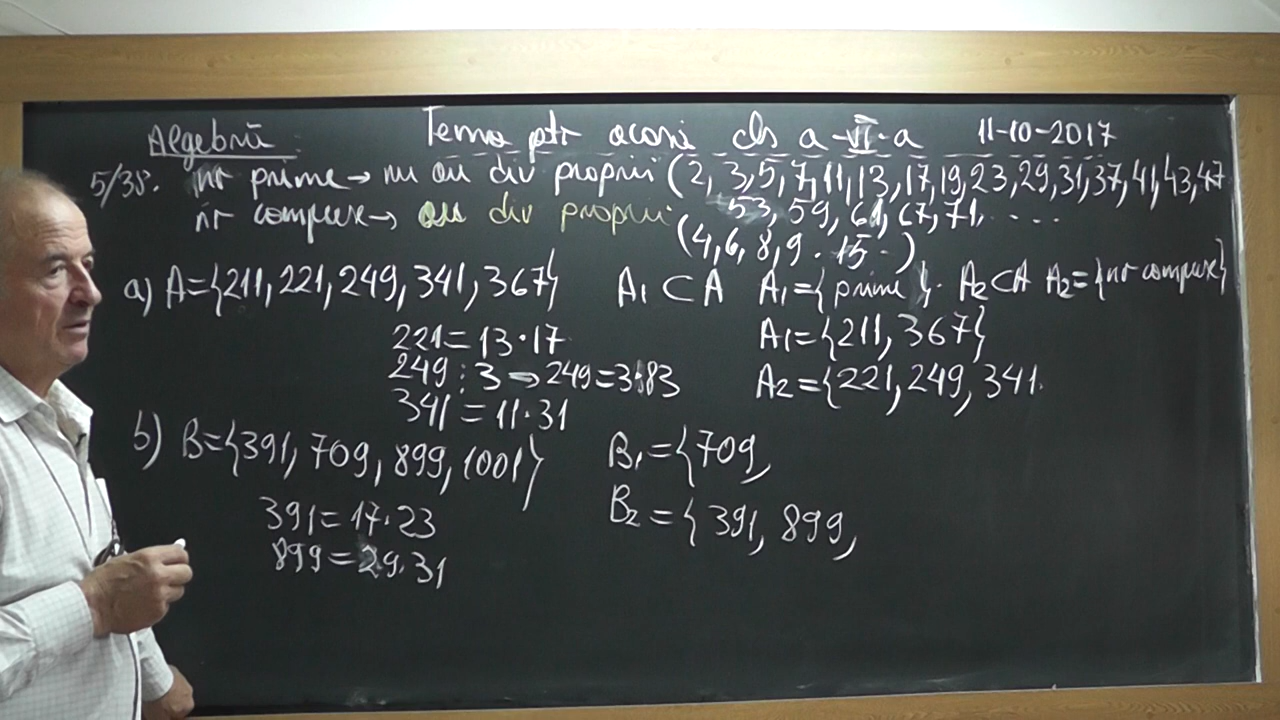 Algebră: Tema ptr acasă cls a-VI-a 11-10-2017
5/38. nr prime → nu au div proprii (2, 3, 5, 7, 11, 13, 17, 19, 23, 29, 31, 37, 41, 43, 47
53, 59, 61, 67, 71, ....
nr compuse → au div proprii
(4, 6, 8, 9 . 15 . )
a) A={211, 221, 249, 341, 367} A1 ⊂ A A1={prime}. A2⊂A A2={nr compuse}
221=13·17 A1={211, 367}
249 ⋮ 3 → 249=3·83 A2={221, 249, 341.
341=11·31
b) B={391, 709, 899, 1001} B1={709,
391=17·23 B2={391, 899,
899=29·31